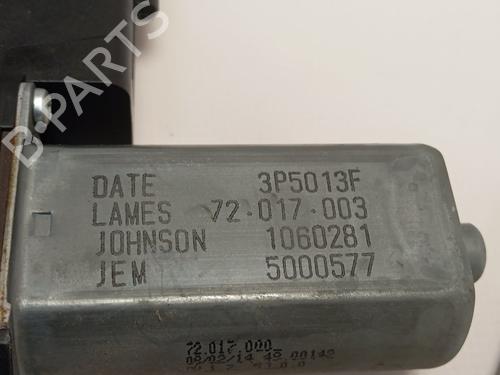 B-PARTS
DATE 3P5013F
LAMES 72.017.003
JOHNSON 1060281
JEM 5000577
72.017.000